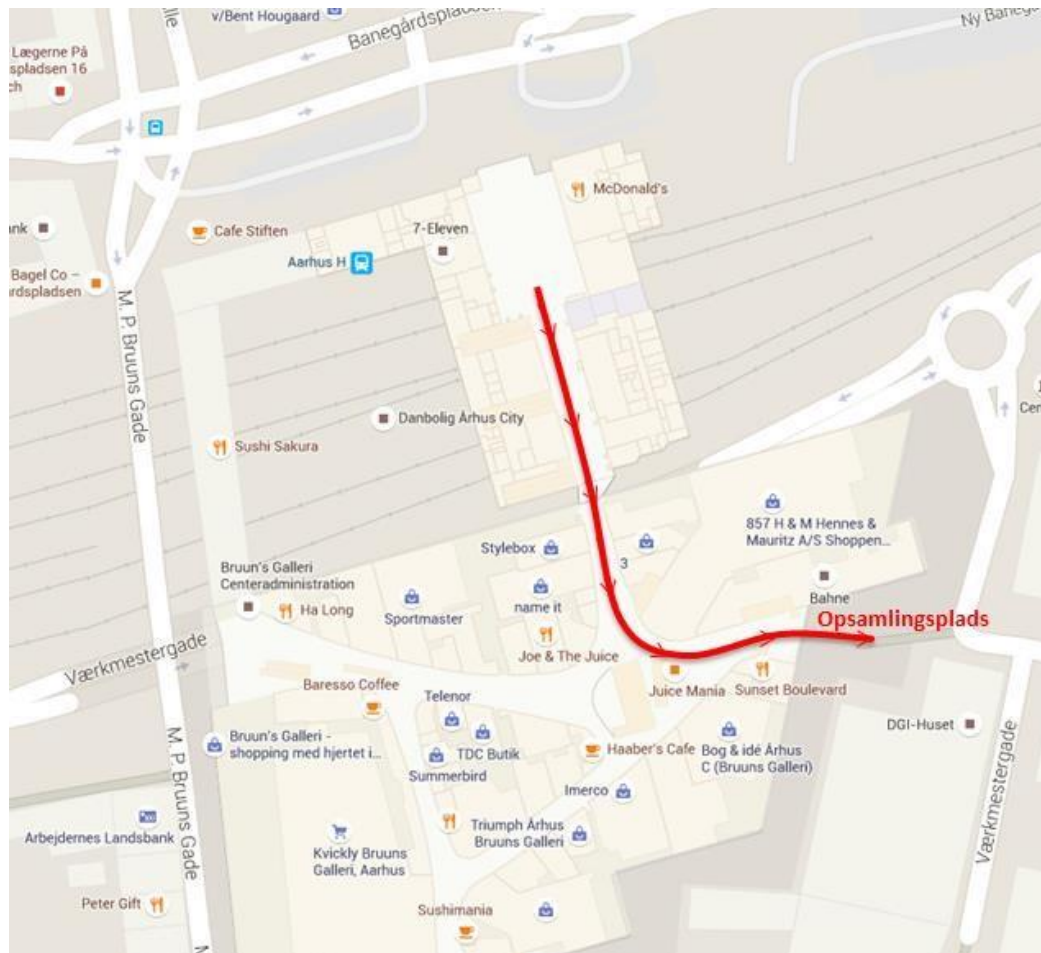 v/Bent Hougaard
Banegårdspladsen
Ny Banegå
Lægerne På
spladsen 16
ch
McDonald's
7-Eleven
ank
Cafe Stiften
Aarhus H
Bagel Co –
årdspladsen
M. P. Bruuns Gade
Danbolig Århus City
Cer
Sushi Sakura
857 H & M Hennes &
Mauritz A/S Shoppen...
Stylebox
3
Bruun's Galleri
Centeradministration
Bahne
name it
Ha Long
Sportmaster
Opsamlingsplads
Joe & The Juice
Værkmestergade
Baresso Coffee
Juice Mania
Sunset Boulevard
Telenor
DGI-Huset
Bruun's Galleri -
shopping med hjertet i...
TDC Butik
Haaber's Cafe
Bog & idé Århus
C (Bruuns Galleri)
Summerbird
Imerco
M. P. Bruuns Gade
Værkmestergade
Arbejdernes Landsbank
Triumph Århus
Bruuns Galleri
Kvickly Bruuns
Galleri, Aarhus
Peter Gift
Sushimania
M